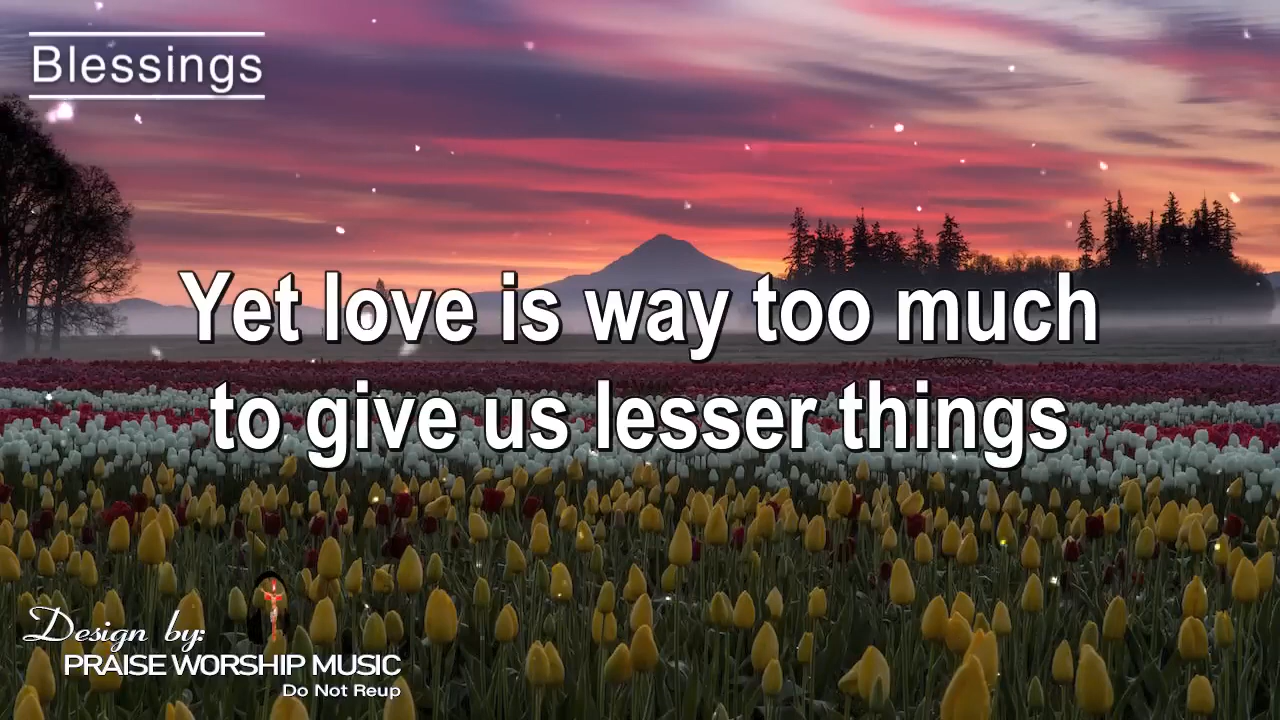 Blessings
Yet love is way too much
to give us lesser things
Design by:
PRAISE WORSHIP MUSIC
Do Not Reup